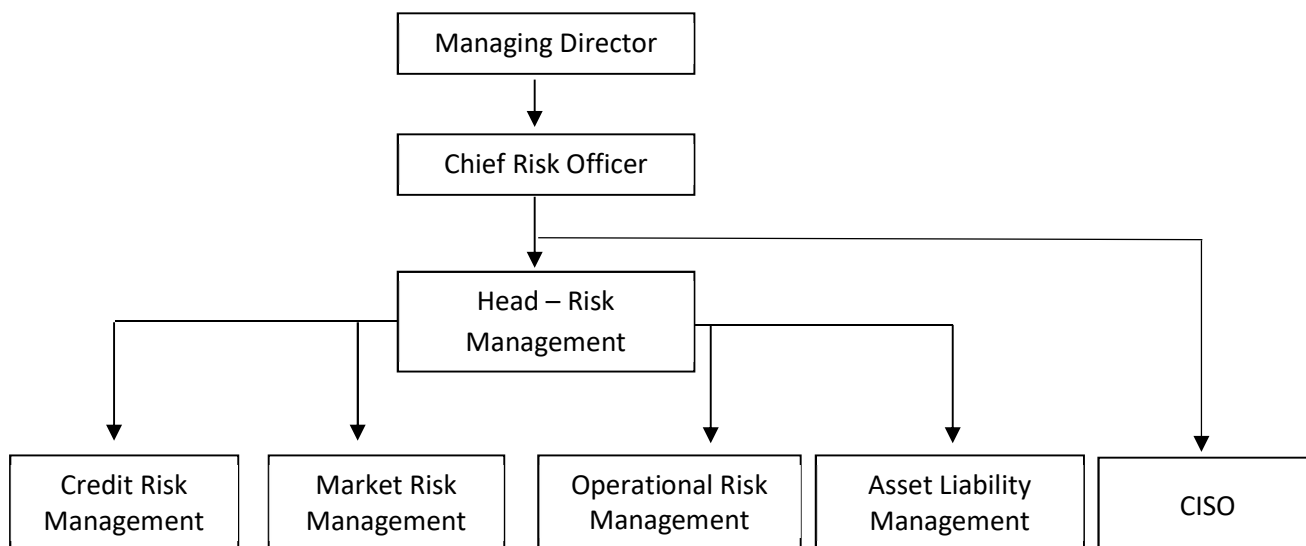 Managing Director
Chief Risk Officer
Head – Risk
Management
Credit Risk
Management
Market Risk
Management
Operational Risk
Management
Asset Liability
Management
CISO